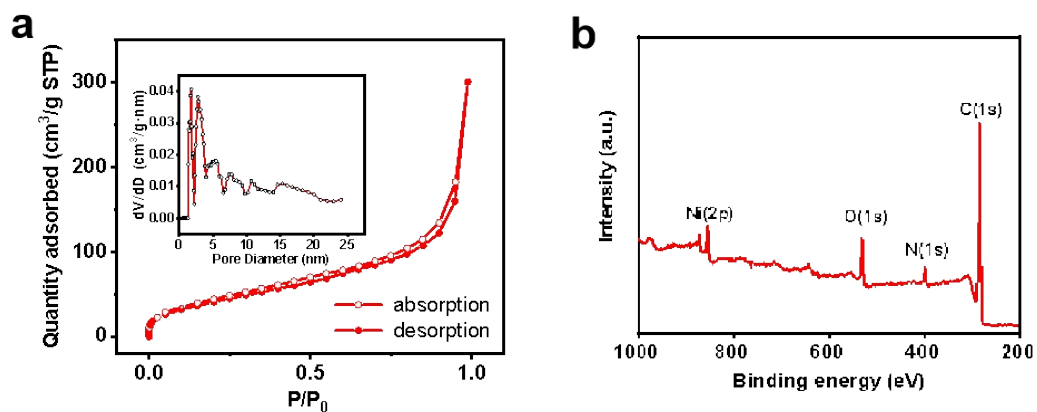 a
Quantity adsorbed (cm³/g STP)
300
200
100
0
0.0
0.5
1.0
P/P₀
absorption
desorption
dV/dD (cm³/g·nm)
0.04
0.03
0.02
0.01
0.00
0
5
10
15
20
25
Pore Diameter (nm)
b
Intensity (a.u.)
Ni(2p)
O(1s)
N(1s)
C(1s)
1000
800
600
400
200
Binding energy (eV)